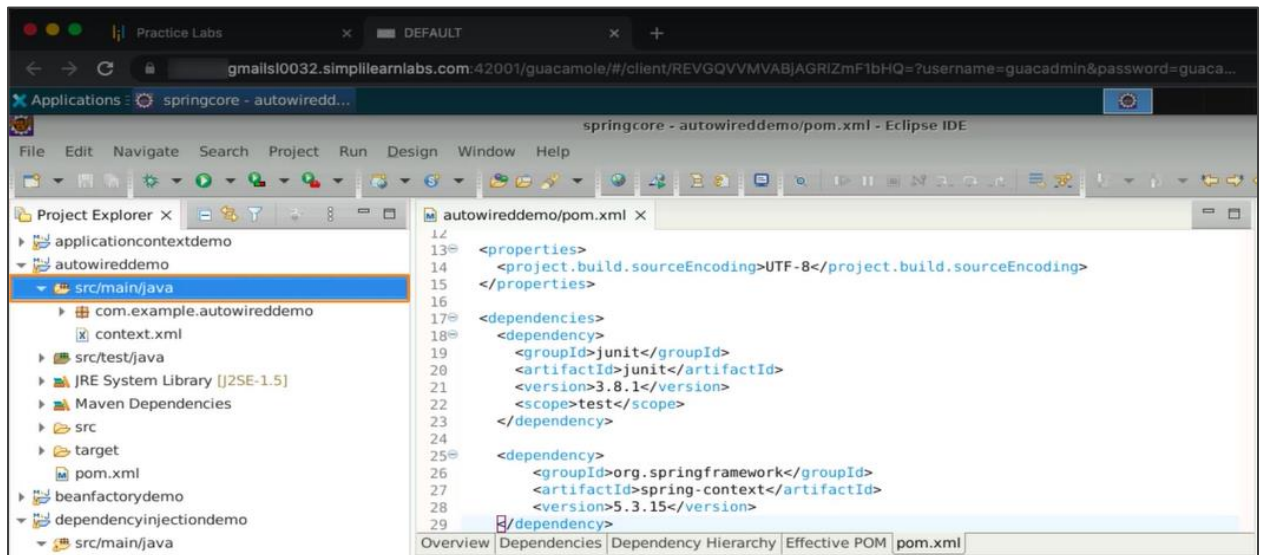 Practice Labs × DEFAULT × +
gmailsl0032.simplilearnlabs.com:42001/guacamole/#/client/REVGQVVMVABjAGRlZmF1bHQ=?username=guacadmin&password=guaca...
Applications springcore - autowiredd...
springcore - autowireddemo/pom.xml - Eclipse IDE
File Edit Navigate Search Project Run Design Window Help
Project Explorer ×
applicationcontextdemo
autowireddemo
src/main/java
com.example.autowireddemo
context.xml
src/test/java
JRE System Library [J2SE-1.5]
Maven Dependencies
src
target
pom.xml
beanfactorydemo
dependencyinjectiondemo
src/main/java
autowireddemo/pom.xml ×
12
13 <properties>
14 <project.build.sourceEncoding>UTF-8</project.build.sourceEncoding>
15 </properties>
16
17 <dependencies>
18 <dependency>
19 <groupId>junit</groupId>
20 <artifactId>junit</artifactId>
21 <version>3.8.1</version>
22 <scope>test</scope>
23 </dependency>
24
25 <dependency>
26 <groupId>org.springframework</groupId>
27 <artifactId>spring-context</artifactId>
28 <version>5.3.15</version>
29 </dependency>
Overview Dependencies Dependency Hierarchy Effective POM pom.xml